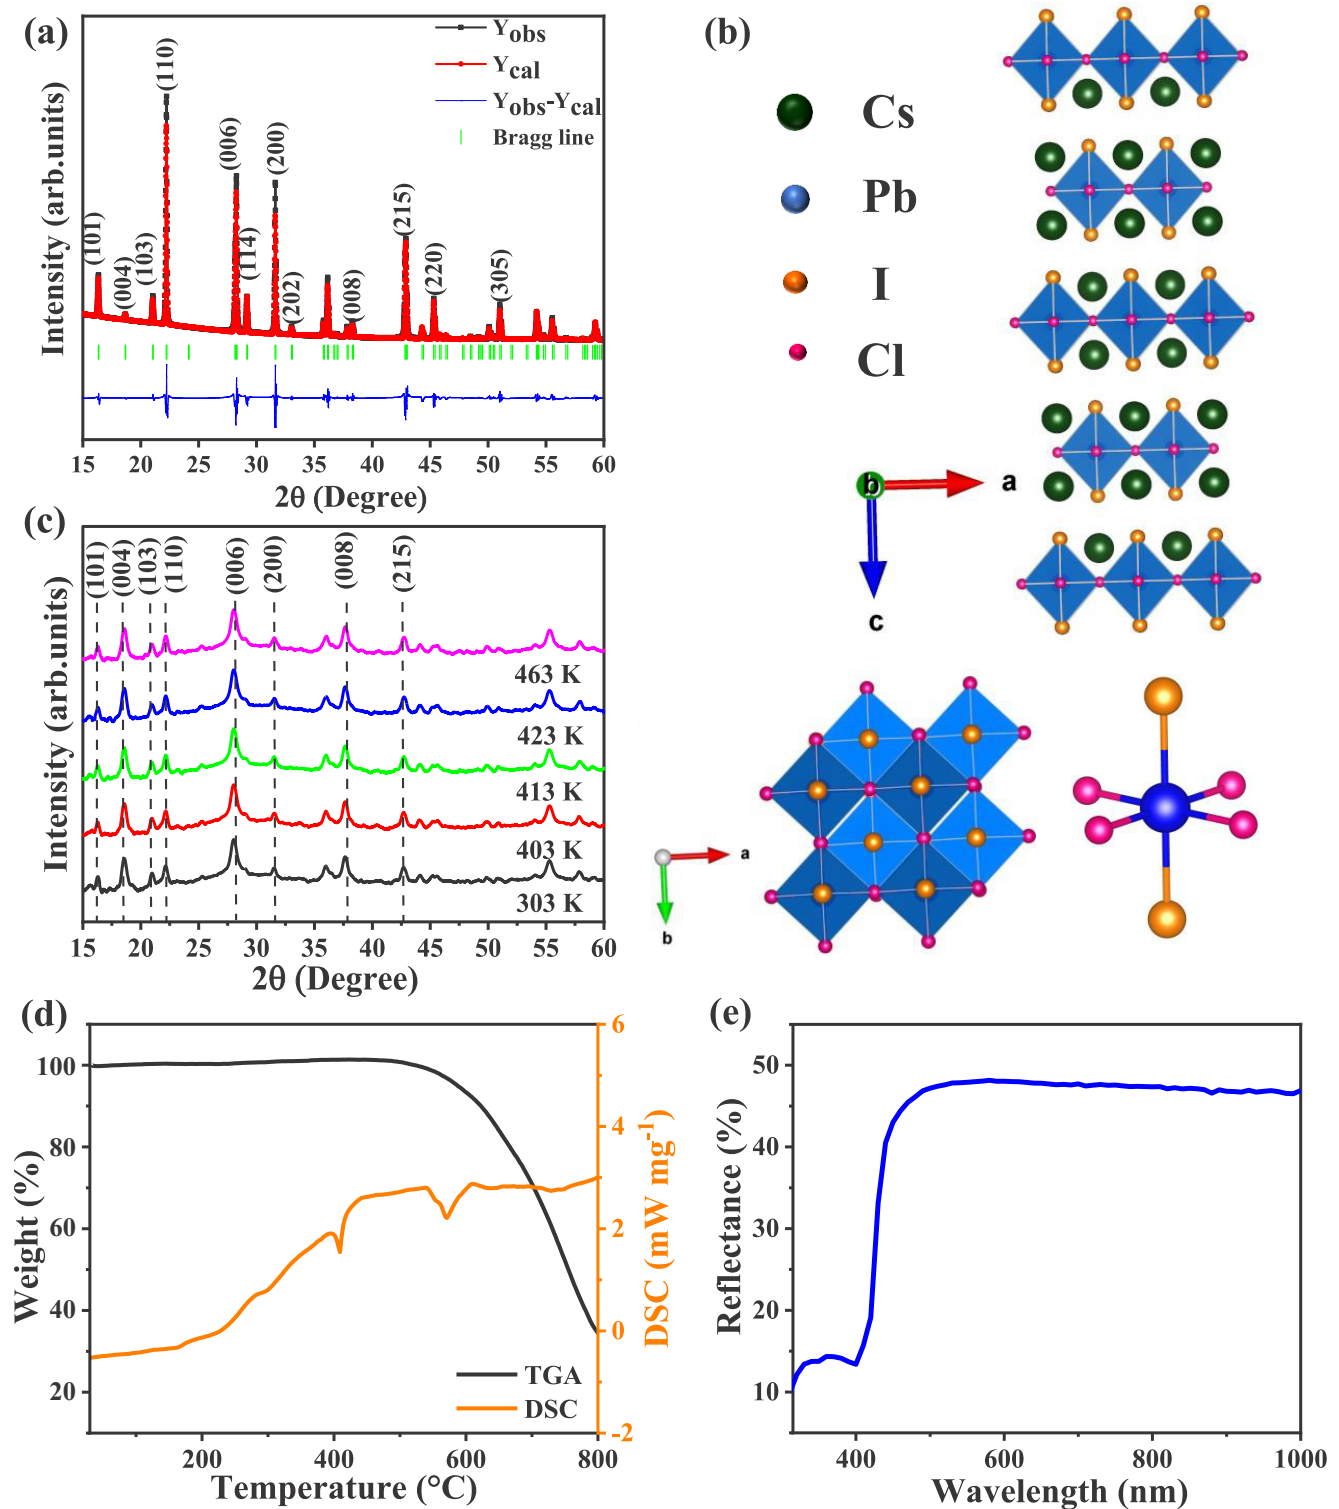 (a)
Y_obs
Y_cal
Y_obs-Y_cal
Bragg line
(101)
(004)
(103)
(110)
(006)
(114)
(200)
(202)
(008)
(215)
(220)
(305)
Intensity (arb.units)
15 20 25 30 35 40 45 50 55 60
2θ (Degree)
(b)
Cs
Pb
I
Cl
b
a
c
a
b
(c)
(101)
(004)
(103)
(110)
(006)
(200)
(008)
(215)
463 K
423 K
413 K
403 K
303 K
Intensity (arb.units)
15 20 25 30 35 40 45 50 55 60
2θ (Degree)
(d)
100
80
60
40
20
Weight (%)
6
4
2
0
-2
DSC (mW mg⁻¹)
TGA
DSC
200 400 600 800
Temperature (°C)
(e)
50
40
30
20
10
Reflectance (%)
400 600 800 1000
Wavelength (nm)